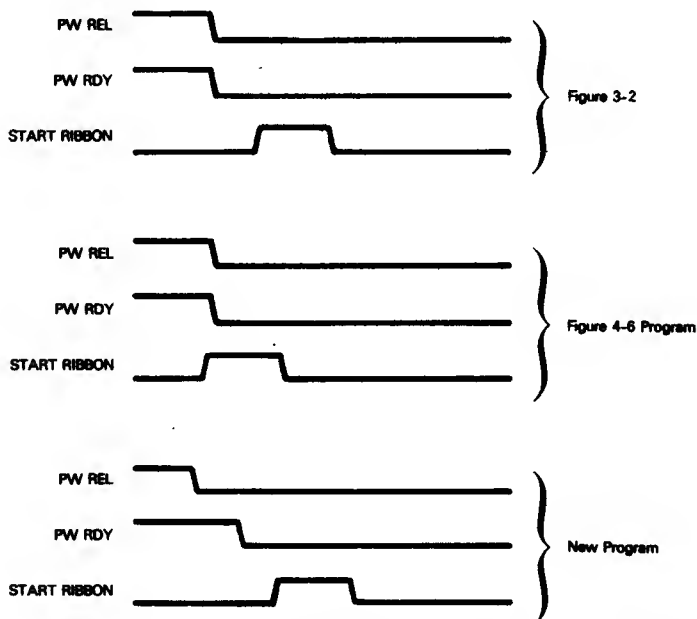 PW REL
PW RDY
Figure 3-2
START RIBBON
PW REL
PW RDY
Figure 4-6 Program
START RIBBON
PW REL
PW RDY
New Program
START RIBBON